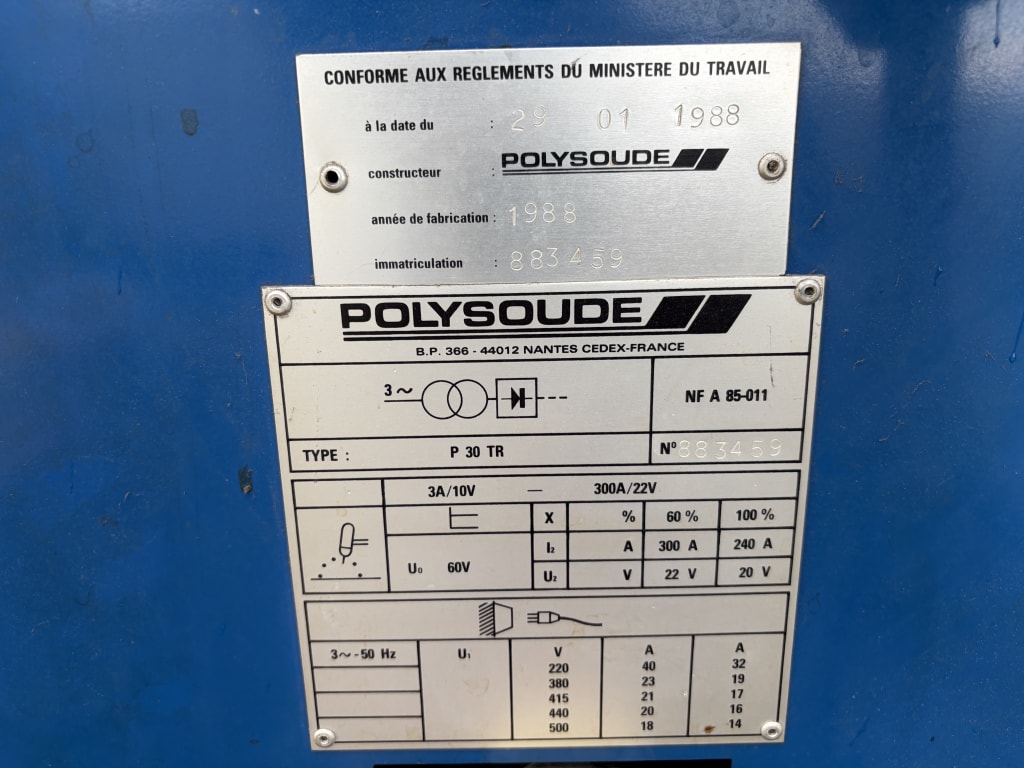 CONFORME AUX REGLEMENTS DU MINISTERE DU TRAVAIL
à la date du : 29 01 1988
constructeur : POLYSOUDE
année de fabrication : 1988
immatriculation : 883459
POLYSOUDE
B.P. 366 - 44012 NANTES CEDEX-FRANCE
3~ NF A 85-011
TYPE : P 30 TR N° 883459
3A/10V — 300A/22V
X % 60 % 100 %
I₂ A 300 A 240 A
U₀ 60V U₂ V 22 V 20 V
3~-50 Hz U₁ V A A
220 40 32
380 23 19
415 21 17
440 20 16
500 18 14